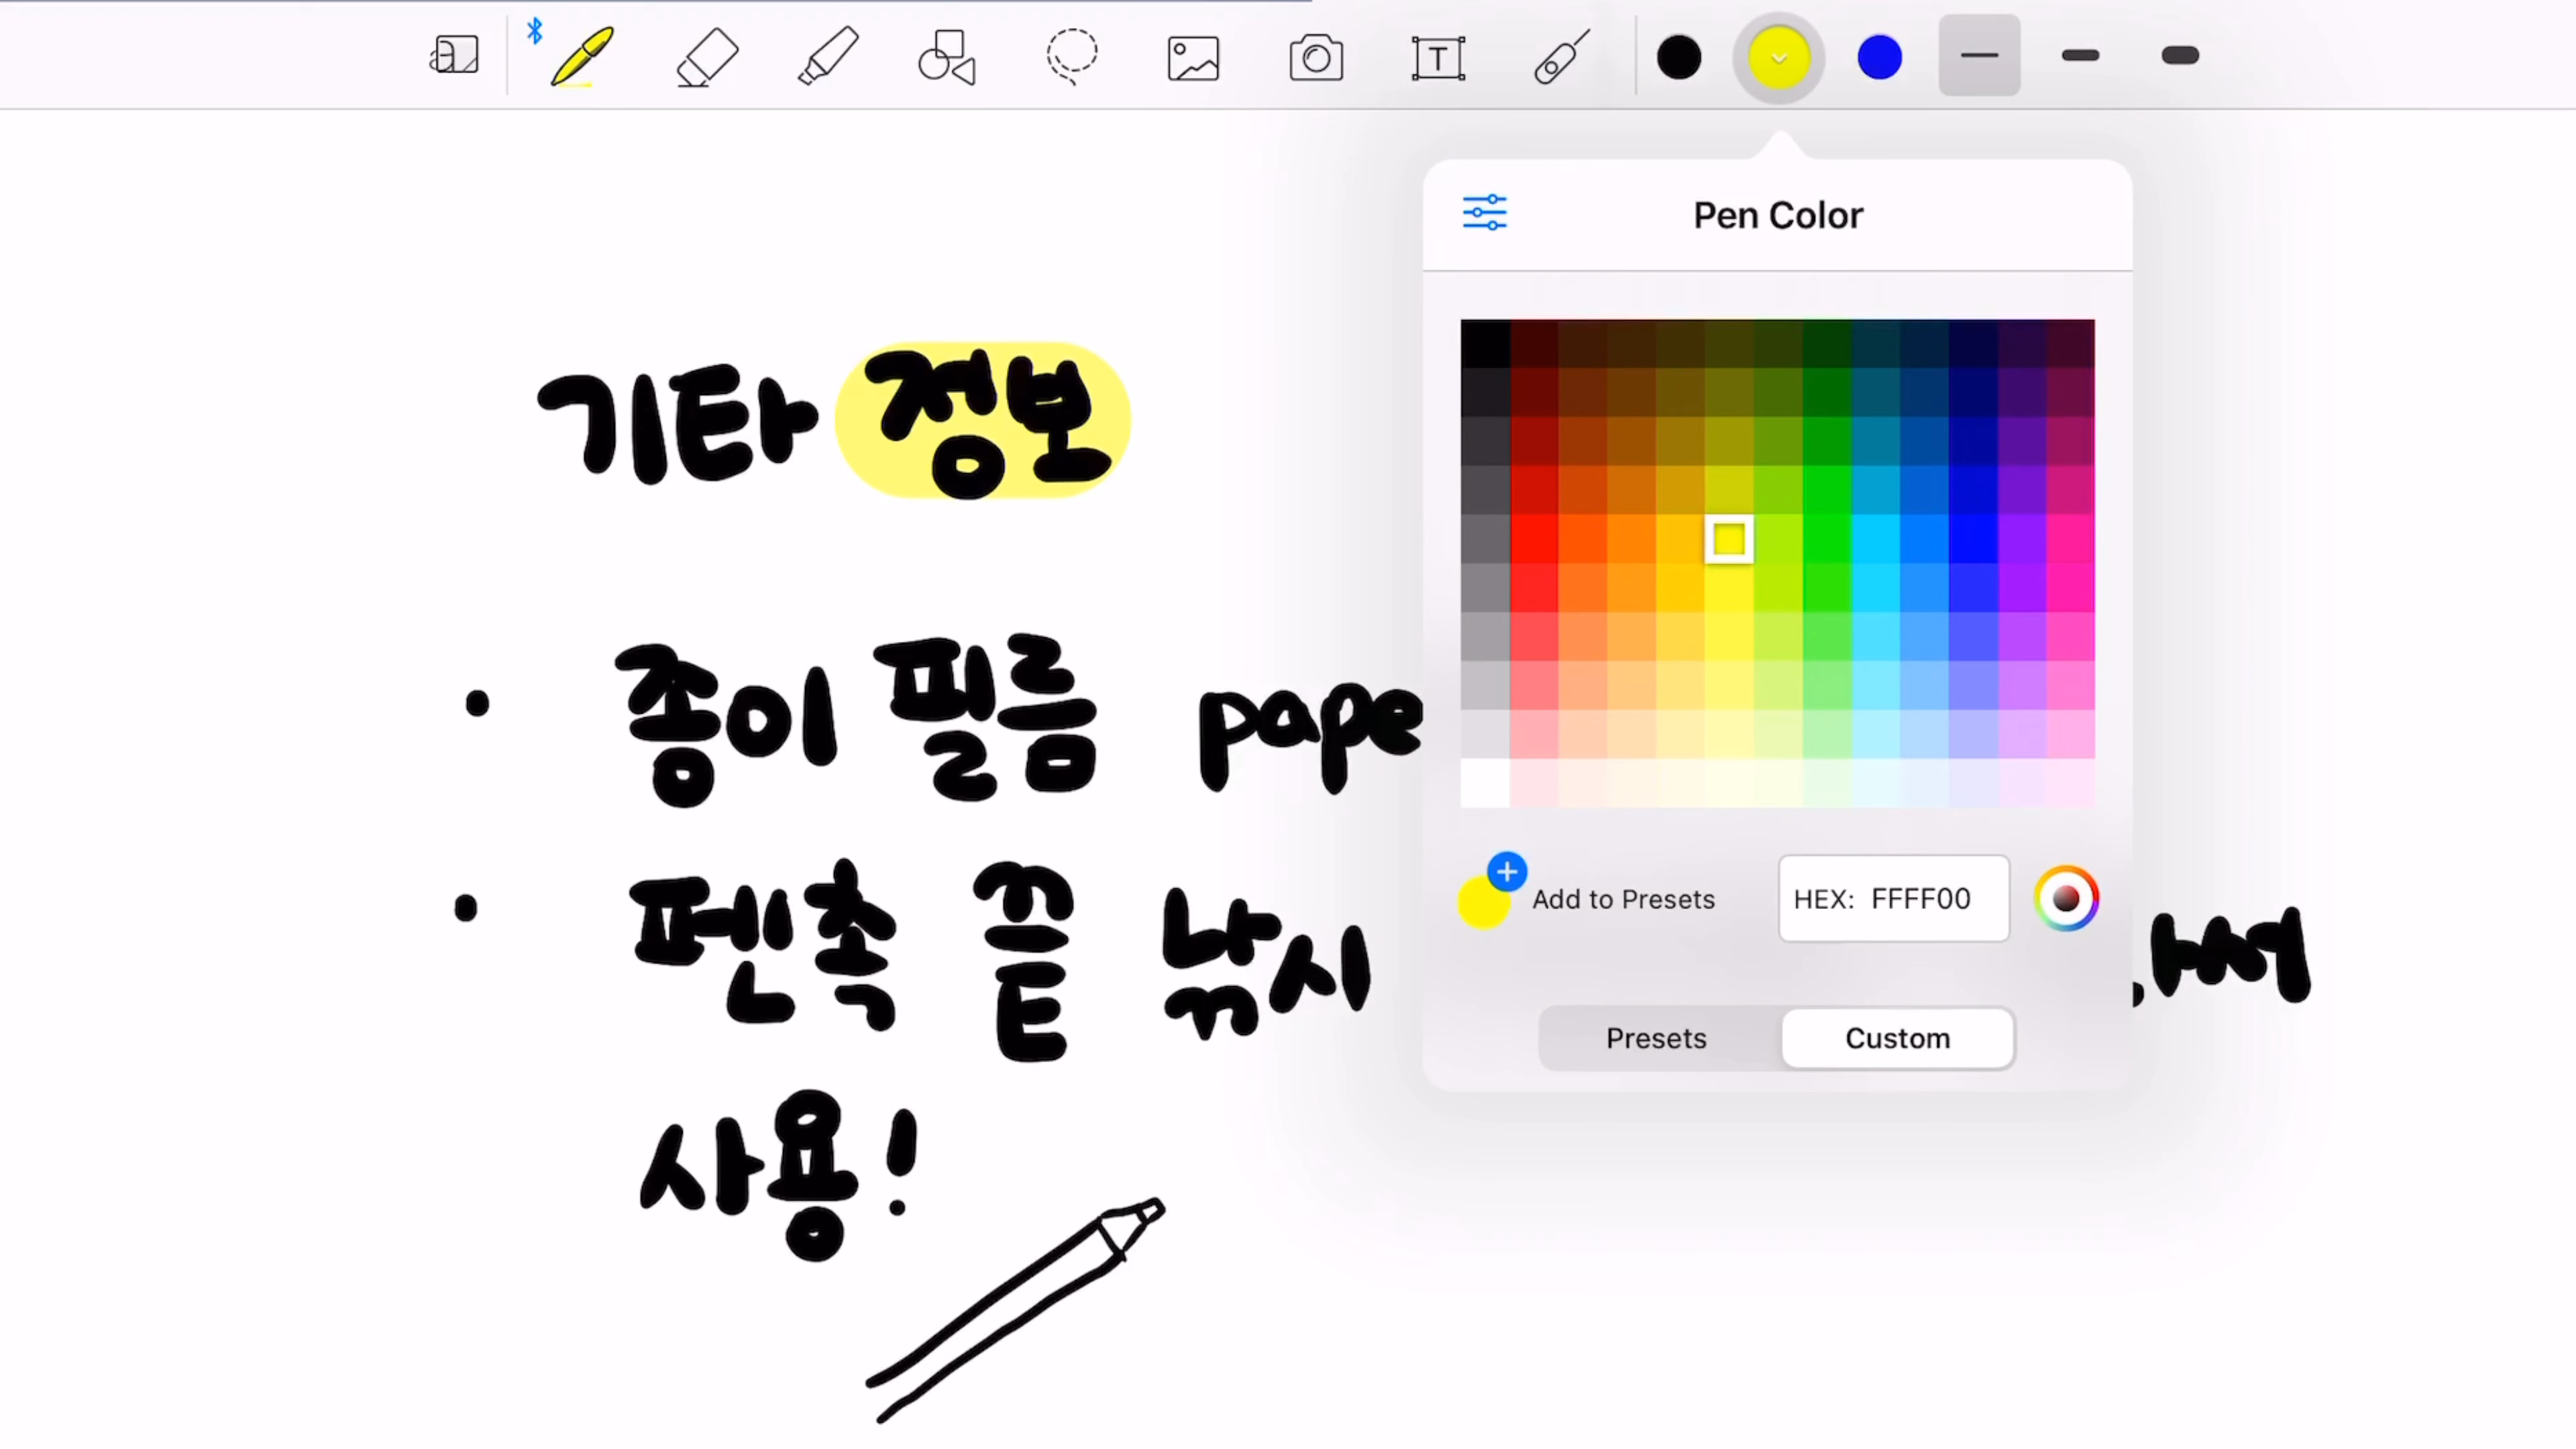 T
Pen Color
기타 정보
• 종이 필름 pape
Add to Presets HEX: FFFF00
• 펜촉 끝 낚시
Presets Custom
사용!